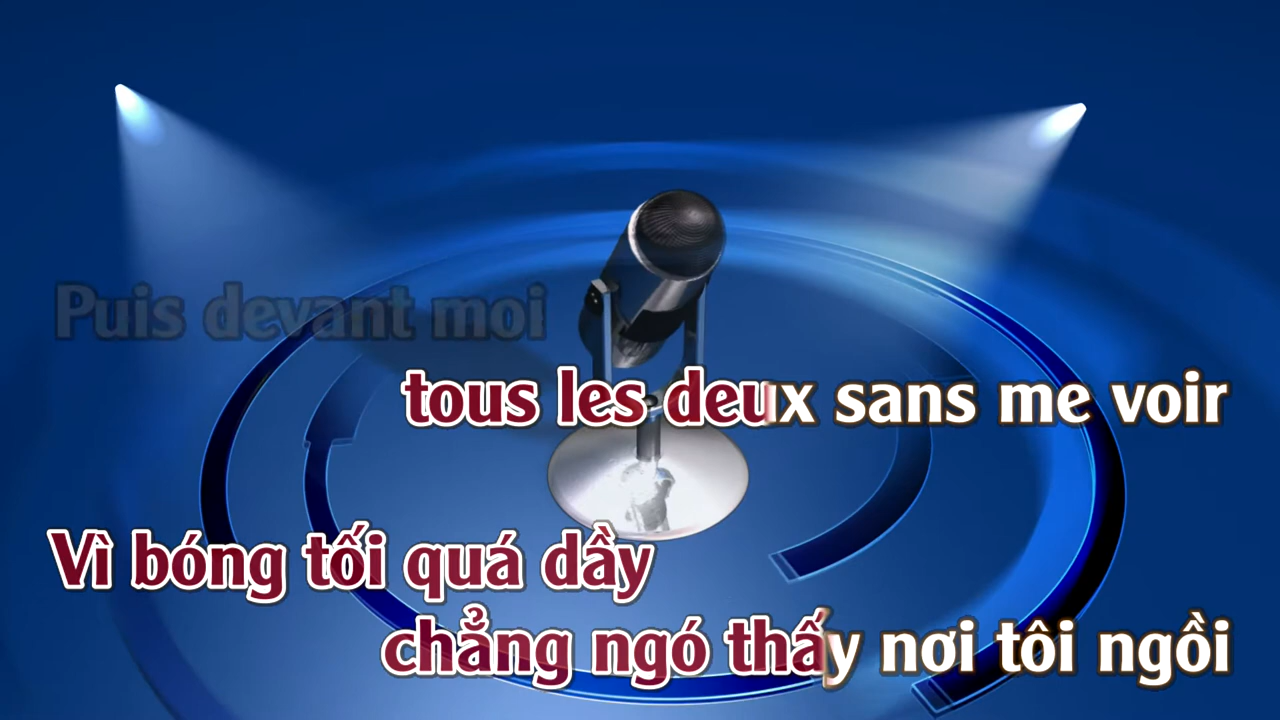 Puis devant moi
tous les deux sans me voir
Vì bóng tối quá dầy
chẳng ngó thấy nơi tôi ngồi